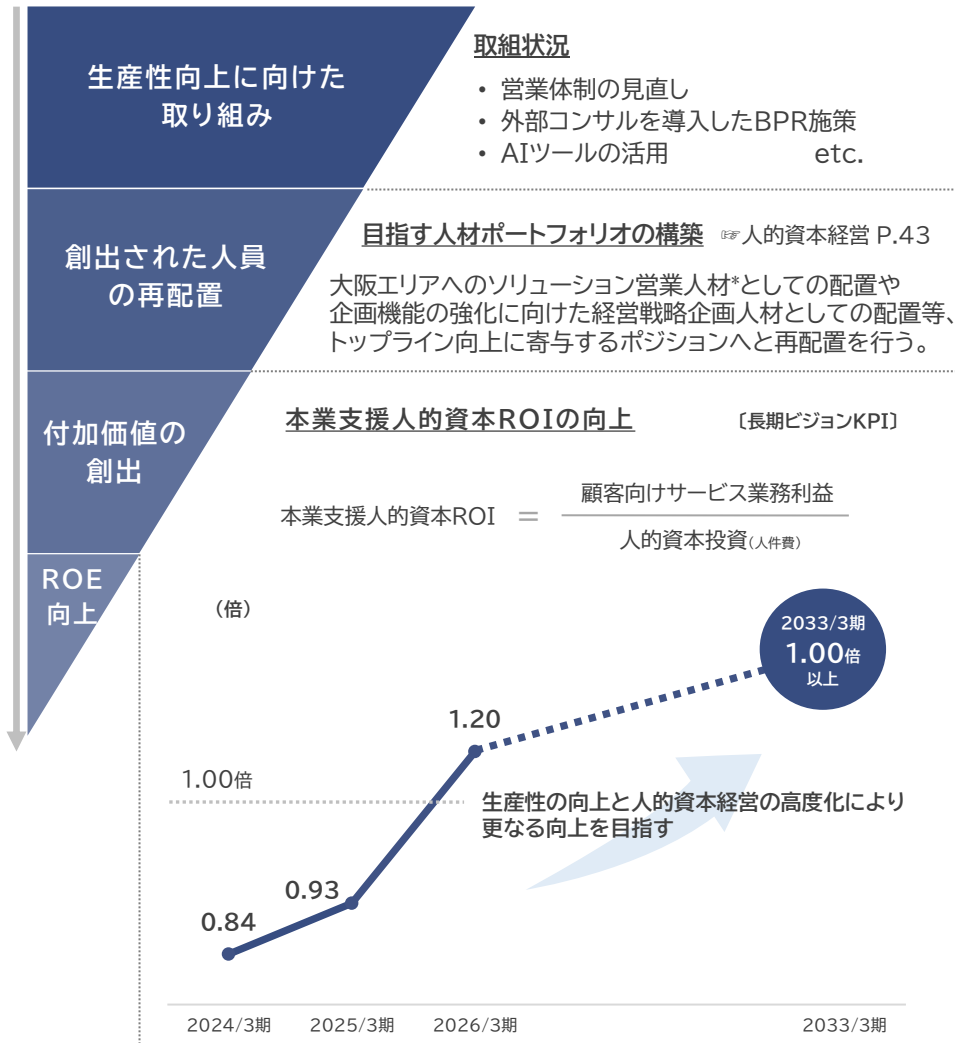 生産性向上に向けた
取り組み
取組状況
・ 営業体制の見直し
・ 外部コンサルを導入したBPR施策
・ AIツールの活用 etc.
創出された人員
の再配置
目指す人材ポートフォリオの構築 ☞人的資本経営 P.43
大阪エリアへのソリューション営業人材*としての配置や
企画機能の強化に向けた経営戦略企画人材としての配置等、
トップライン向上に寄与するポジションへと再配置を行う。
付加価値の
創出
本業支援人的資本ROIの向上 〔長期ビジョンKPI〕
顧客向けサービス業務利益
本業支援人的資本ROI =
人的資本投資(人件費)
ROE
向上
(倍)
2033/3期
1.00倍
以上
1.20
1.00倍
生産性の向上と人的資本経営の高度化により
更なる向上を目指す
0.93
0.84
2024/3期 2025/3期 2026/3期 2033/3期